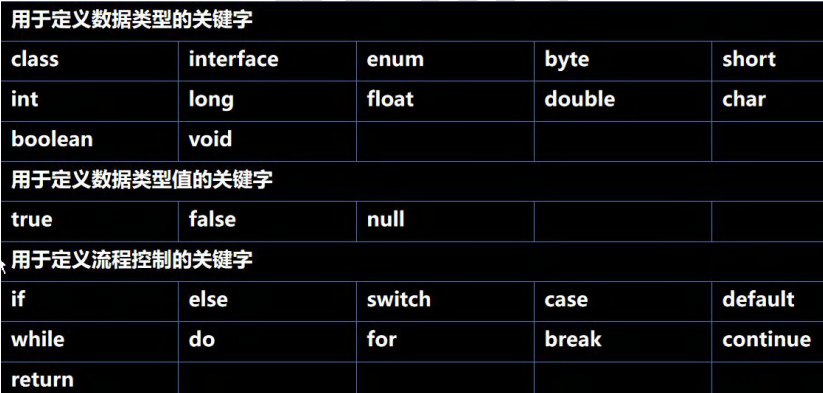 用于定义数据类型的关键字
class interface enum byte short
int long float double char
boolean void
用于定义数据类型值的关键字
true false null
用于定义流程控制的关键字
if else switch case default
while do for break continue
return